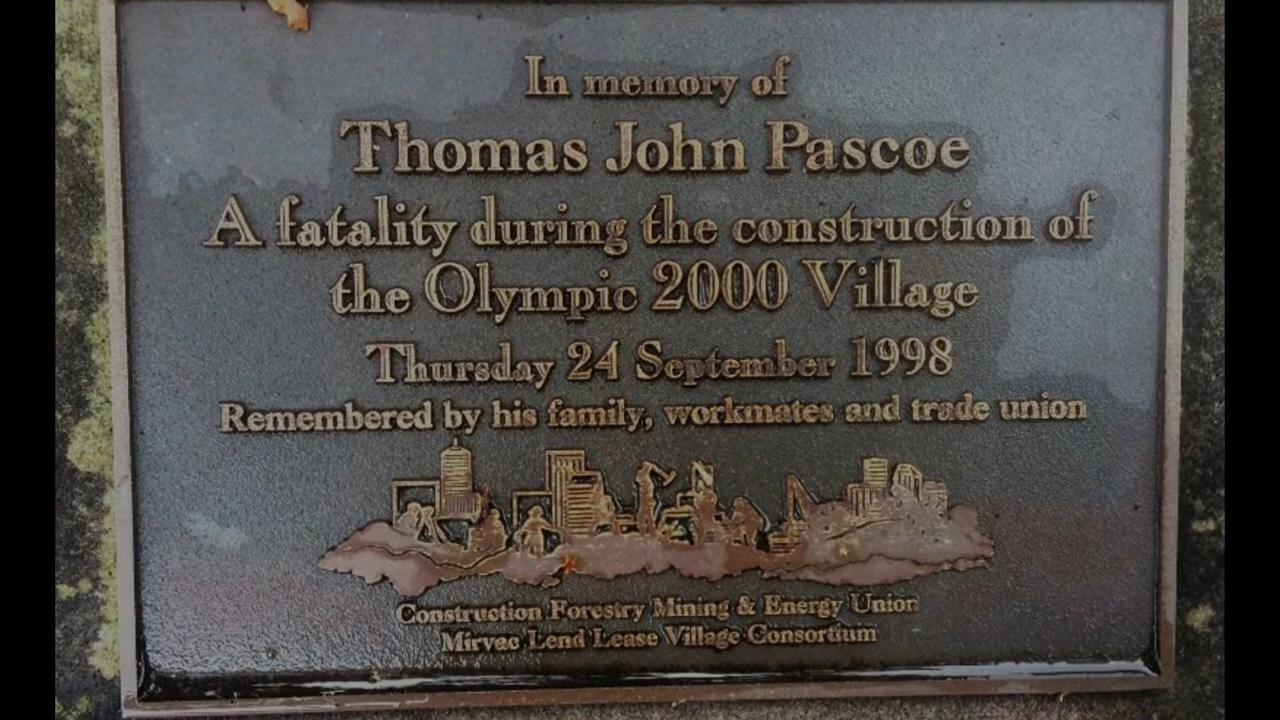 In memory of
Thomas John Pascoe
A fatality during the construction of
the Olympic 2000 Village
Thursday 24 September 1998
Remembered by his family, workmates and trade union
Construction Forestry Mining & Energy Union
Mirvac Lend Lease Village Consortium